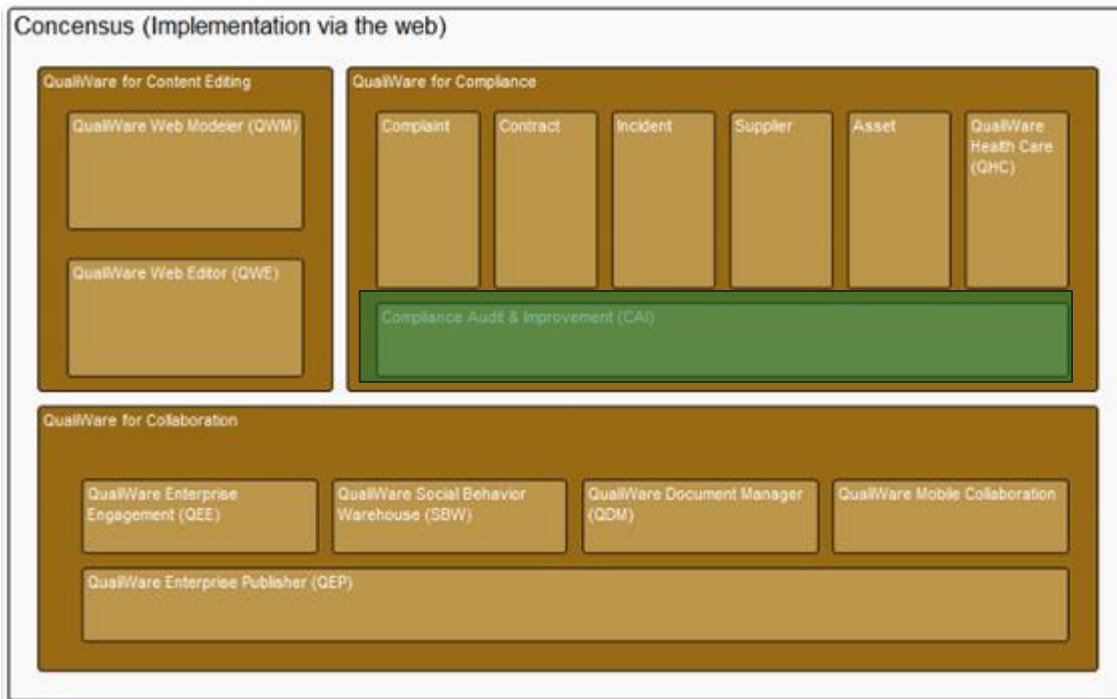 Concensus (Implementation via the web)
QualiWare for Content Editing
QualiWare Web Modeler (QWM)
QualiWare Web Editor (QWE)
QualiWare for Compliance
Complaint
Contract
Incident
Supplier
Asset
QualiWare
Health Care
(QHC)
Compliance Audit & Improvement (CAI)
QualiWare for Collaboration
QualiWare Enterprise
Engagement (QEE)
QualiWare Social Behavior
Warehouse (SBW)
QualiWare Document Manager
(QDM)
QualiWare Mobile Collaboration
QualiWare Enterprise Publisher (QEP)